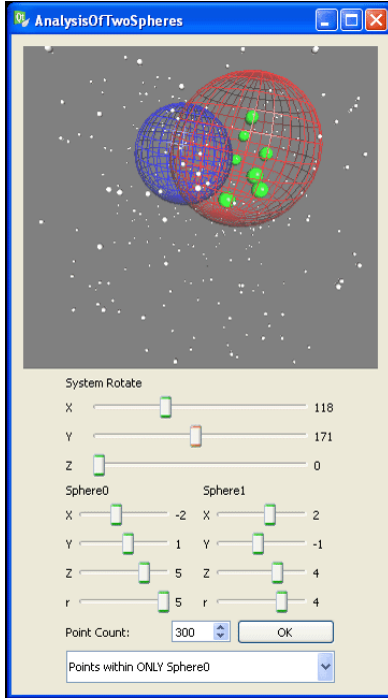 AnalysisOfTwoSpheres
System Rotate
X 118
Y 171
Z 0
Sphere0 Sphere1
X -2 X 2
Y 1 Y -1
Z 5 Z 4
r 5 r 4
Point Count: 300 OK
Points within ONLY Sphere0